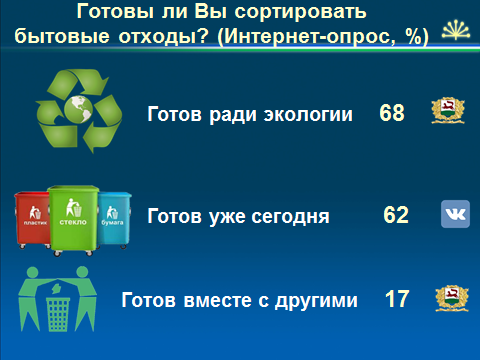 Готовы ли Вы сортировать
бытовые отходы? (Интернет-опрос, %)
Готов ради экологии 68
пластик стекло бумага
Готов уже сегодня 62
Готов вместе с другими 17